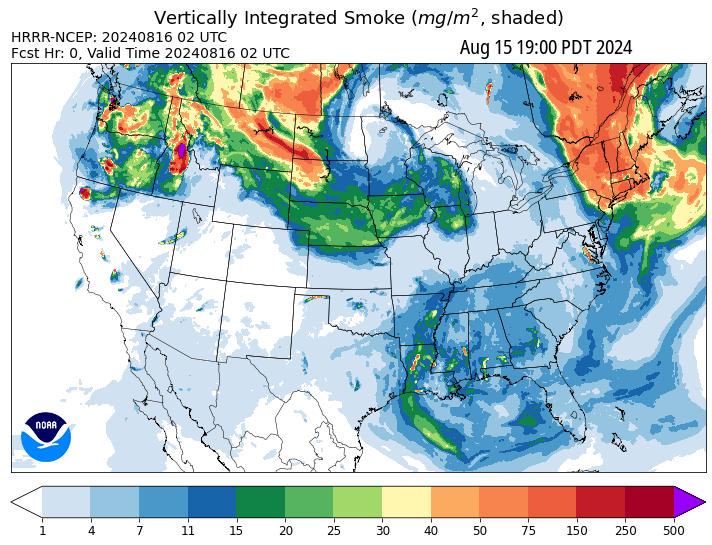 Vertically Integrated Smoke (mg/m², shaded)
HRRR-NCEP: 20240816 02 UTC
Fcst Hr: 0, Valid Time 20240816 02 UTC
Aug 15 19:00 PDT 2024
NOAA
1 4 7 11 15 20 25 30 40 50 75 150 250 500